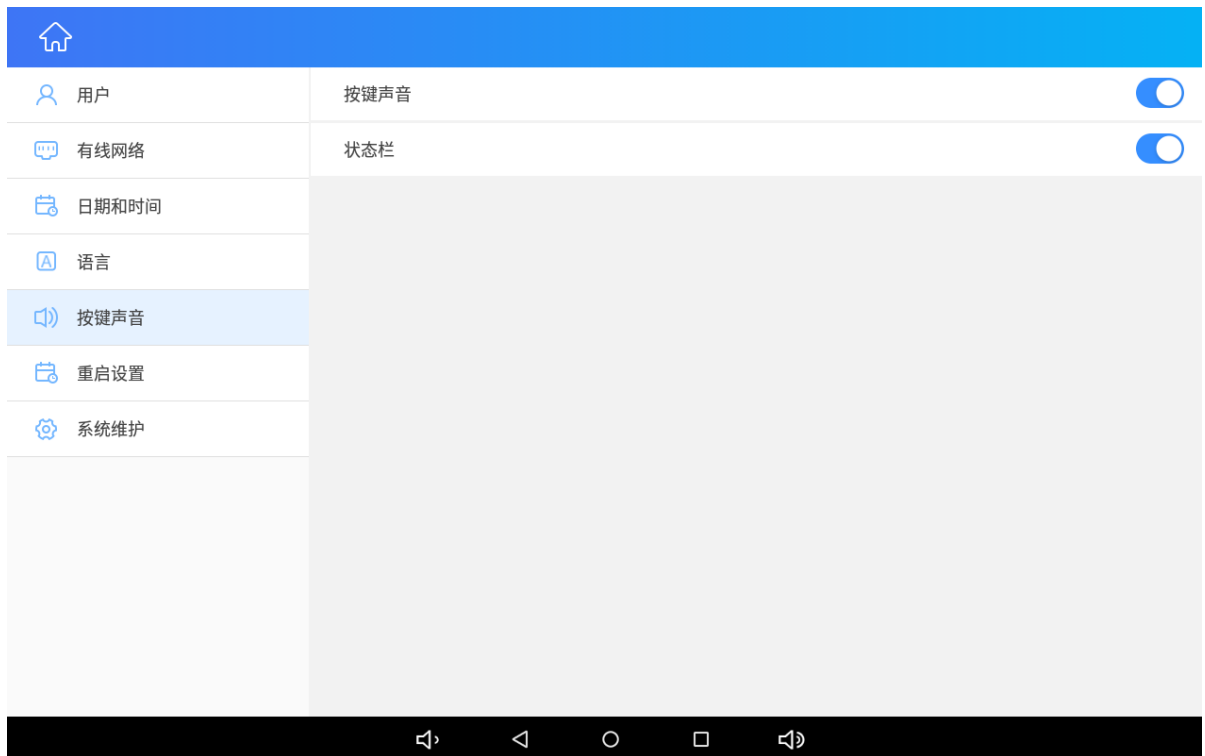 用户
有线网络
日期和时间
语言
按键声音
重启设置
系统维护
按键声音
状态栏